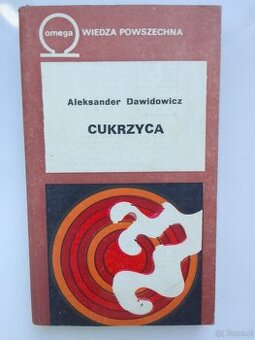 omega WIEDZA POWSZECHNA
Aleksander Dawidowicz
CUKRZYCA